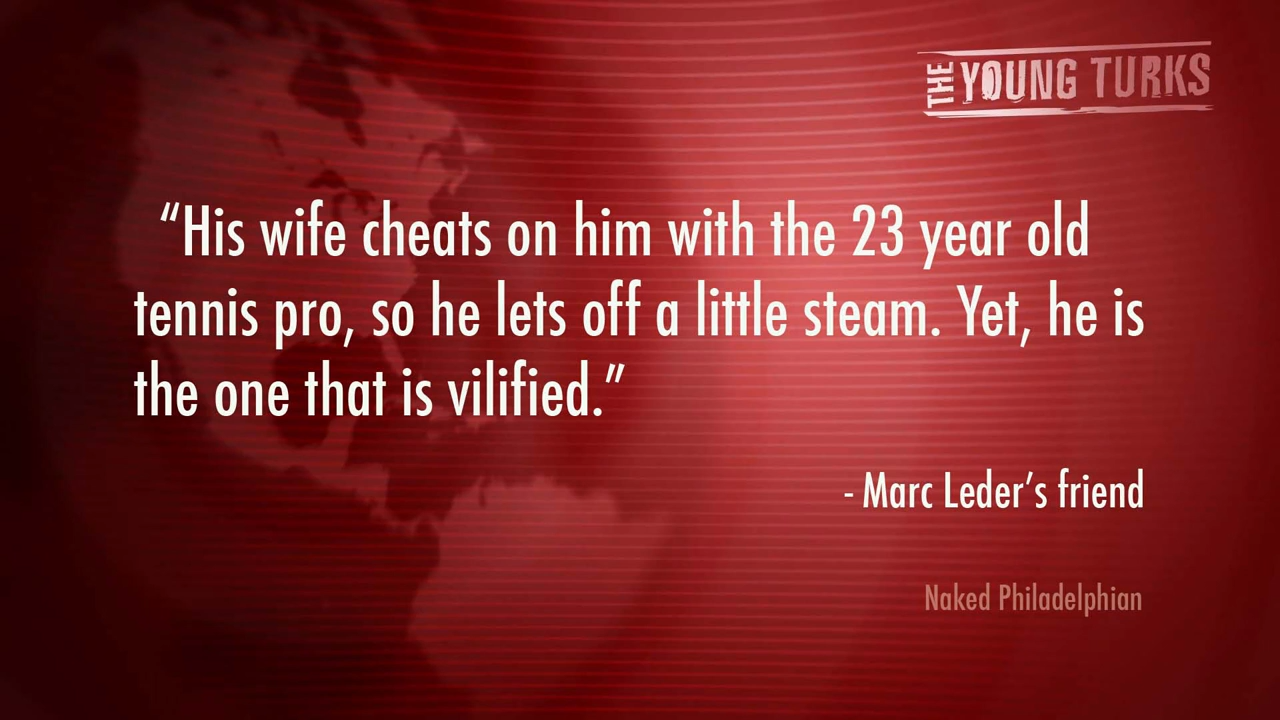 THE YOUNG TURKS
“His wife cheats on him with the 23 year old
tennis pro, so he lets off a little steam. Yet, he is
the one that is vilified.”
- Marc Leder’s friend
Naked Philadelphian